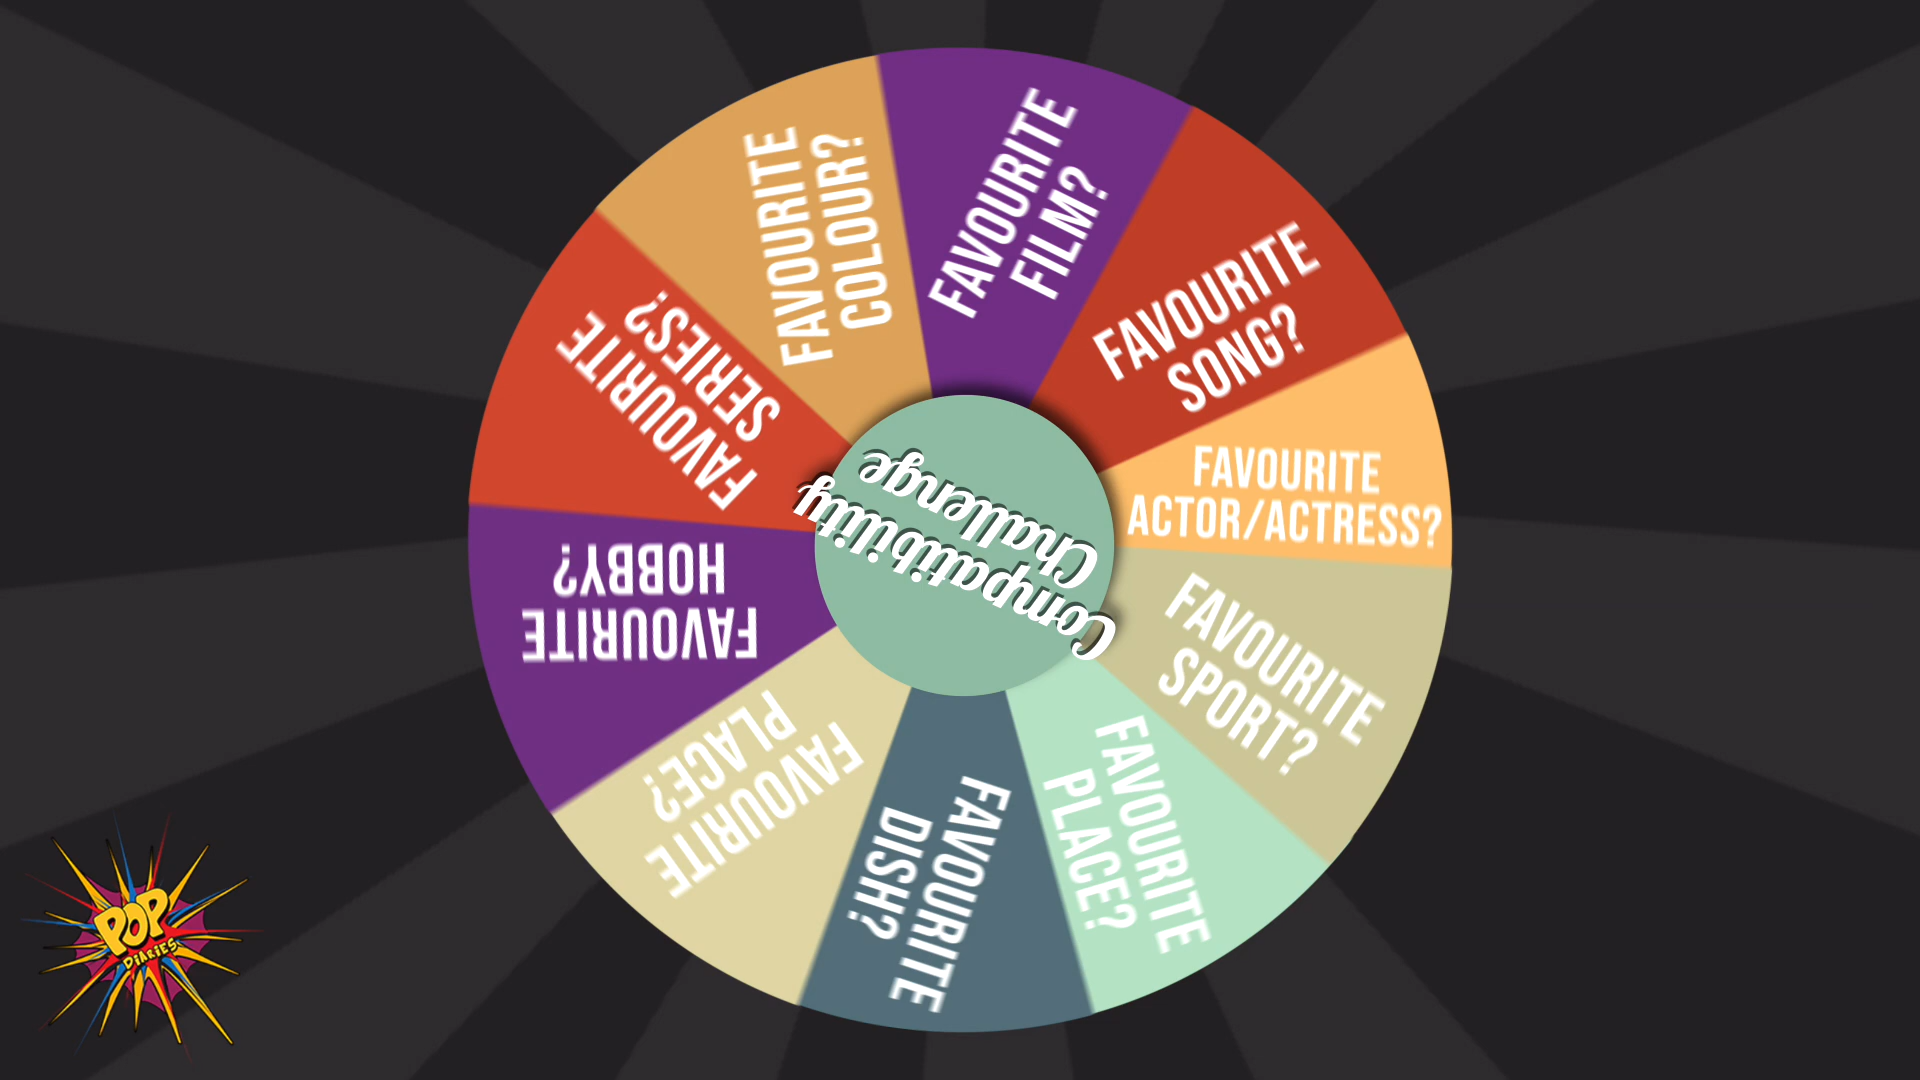 FAVOURITE
FILM?
FAVOURITE
SONG?
FAVOURITE
ACTOR/ACTRESS?
FAVOURITE
SPORT?
FAVOURITE
PLACE?
FAVOURITE
DISH?
FAVOURITE
PLACE?
FAVOURITE
HOBBY?
FAVOURITE
SERIES?
FAVOURITE
COLOUR?
Compatibility
Challenge
POP
DIARIES